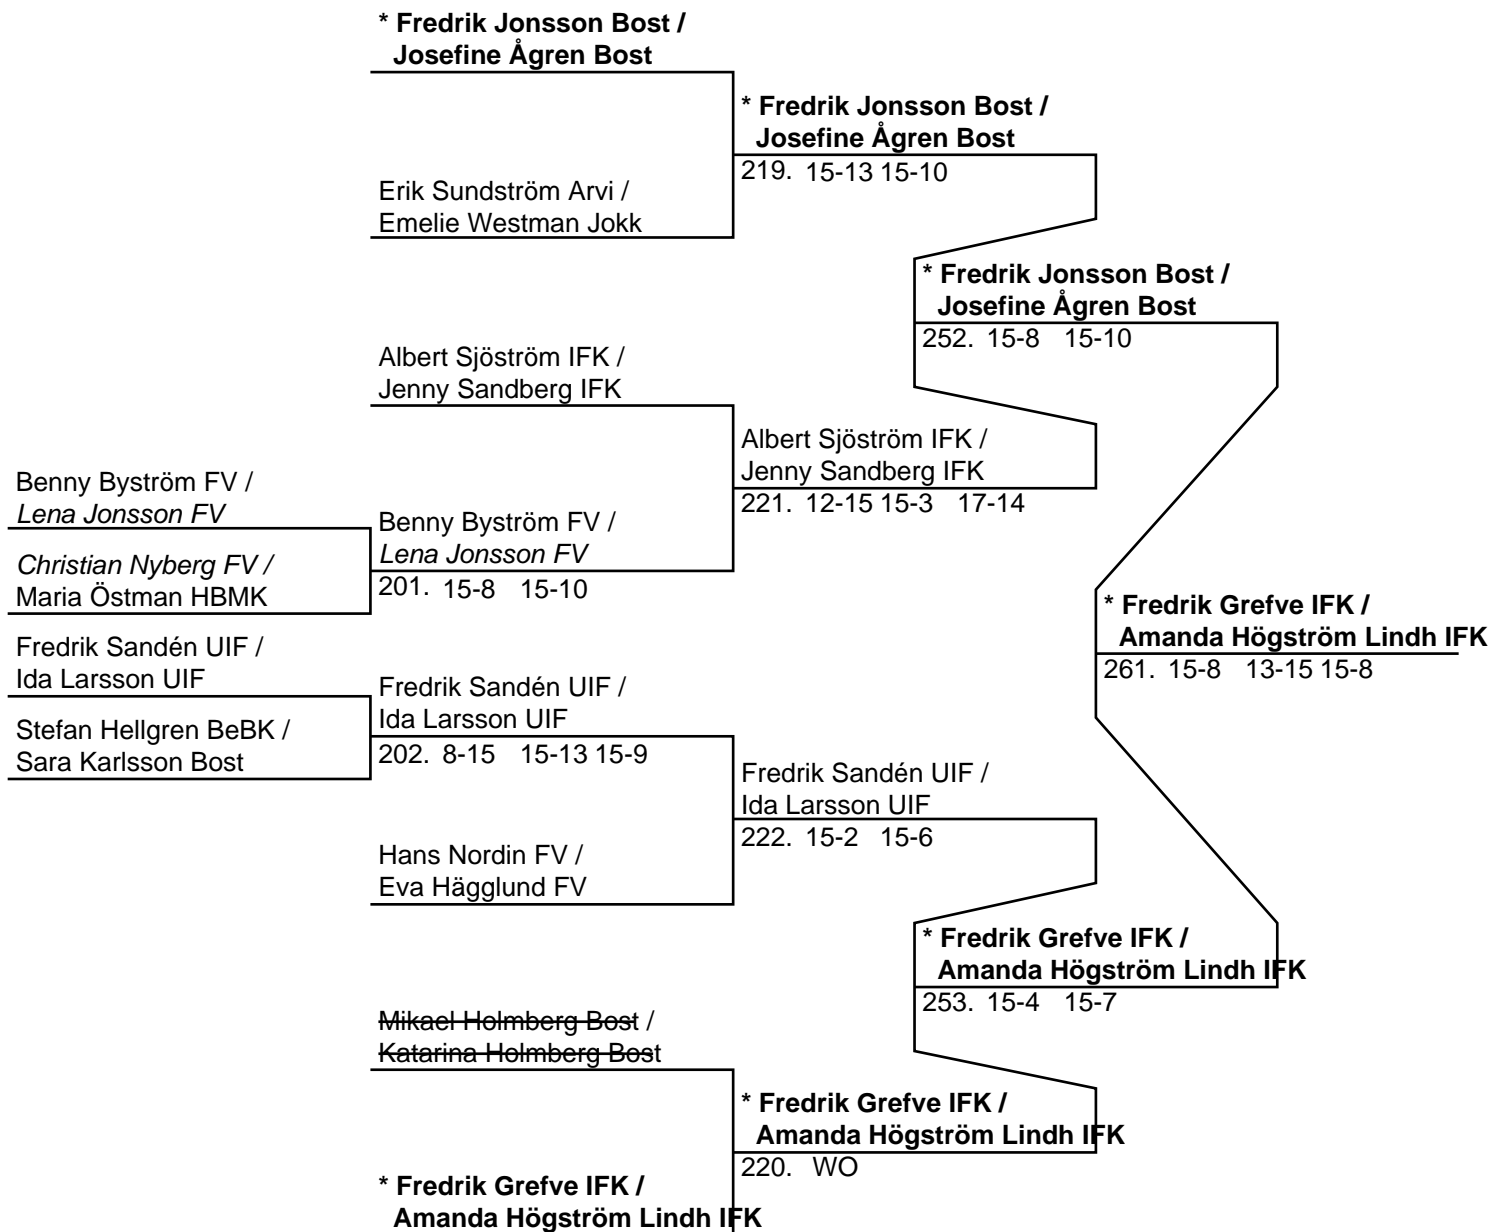 * Fredrik Jonsson Bost /
Josefine Ågren Bost
* Fredrik Jonsson Bost /
Josefine Ågren Bost
219. 15-13 15-10
Erik Sundström Arvi /
Emelie Westman Jokk
* Fredrik Jonsson Bost /
Josefine Ågren Bost
252. 15-8 15-10
Albert Sjöström IFK /
Jenny Sandberg IFK
Albert Sjöström IFK /
Jenny Sandberg IFK
221. 12-15 15-3 17-14
Benny Byström FV /
Lena Jonsson FV
Benny Byström FV /
Lena Jonsson FV
201. 15-8 15-10
Christian Nyberg FV /
Maria Östman HBMK
* Fredrik Grefve IFK /
Amanda Högström Lindh IFK
261. 15-8 13-15 15-8
Fredrik Sandén UIF /
Ida Larsson UIF
Fredrik Sandén UIF /
Ida Larsson UIF
202. 8-15 15-13 15-9
Stefan Hellgren BeBK /
Sara Karlsson Bost
Fredrik Sandén UIF /
Ida Larsson UIF
222. 15-2 15-6
Hans Nordin FV /
Eva Hägglund FV
* Fredrik Grefve IFK /
Amanda Högström Lindh IFK
253. 15-4 15-7
Mikael Holmberg Bost /
Katarina Holmberg Bost
* Fredrik Grefve IFK /
Amanda Högström Lindh IFK
220. WO
* Fredrik Grefve IFK /
Amanda Högström Lindh IFK